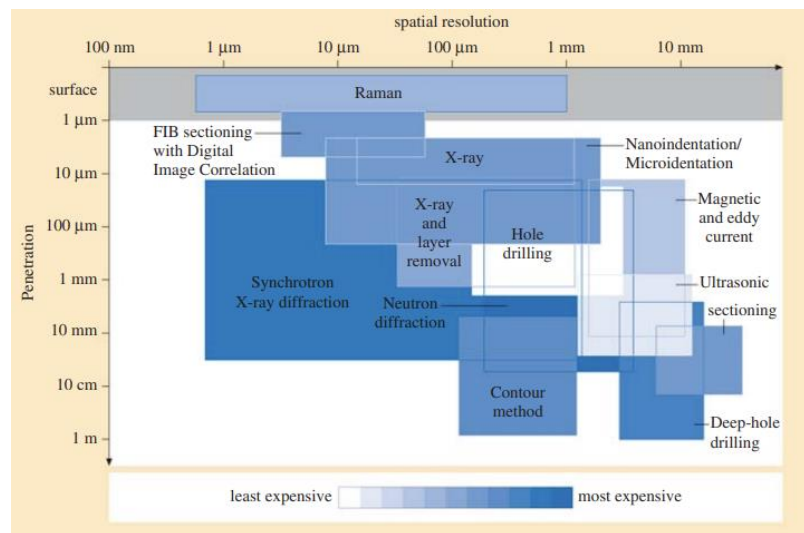 spatial resolution
100 nm
1 μm
10 μm
100 μm
1 mm
10 mm
surface
1 μm
10 μm
100 μm
1 mm
10 mm
10 cm
1 m
Penetration
Raman
FIB sectioning
with Digital
Image Correlation
X-ray
Nanoindentation/
Microidentation
X-ray
and
layer
removal
Hole
drilling
Magnetic
and eddy
current
Synchrotron
X-ray diffraction
Neutron
diffraction
Ultrasonic
sectioning
Contour
method
Deep-hole
drilling
least expensive
most expensive